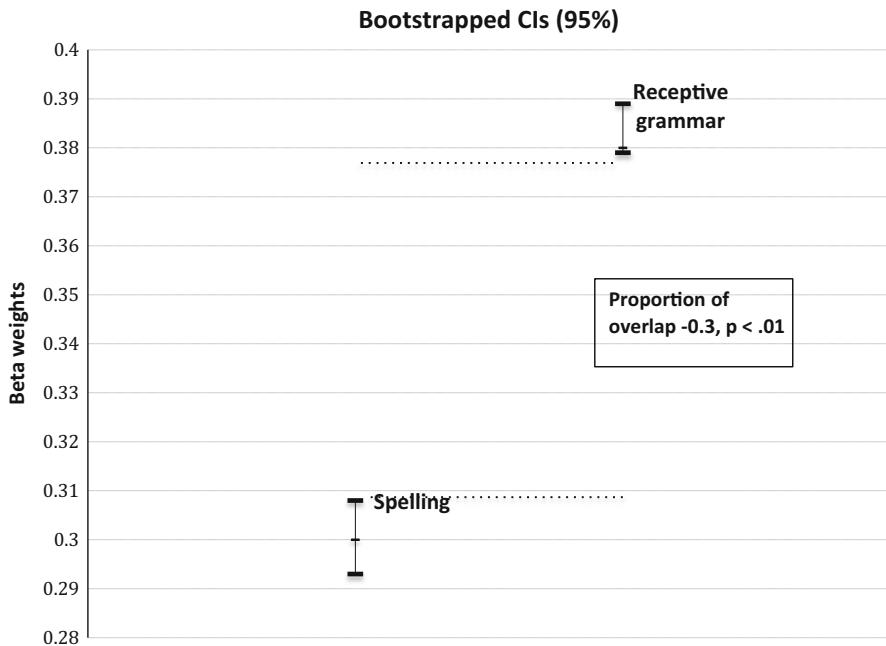 Bootstrapped CIs (95%)
0.4
0.39
0.38
0.37
0.36
0.35
0.34
0.33
0.32
0.31
0.3
0.29
0.28
Beta weights
Receptive
grammar
Proportion of
overlap -0.3, p < .01
Spelling